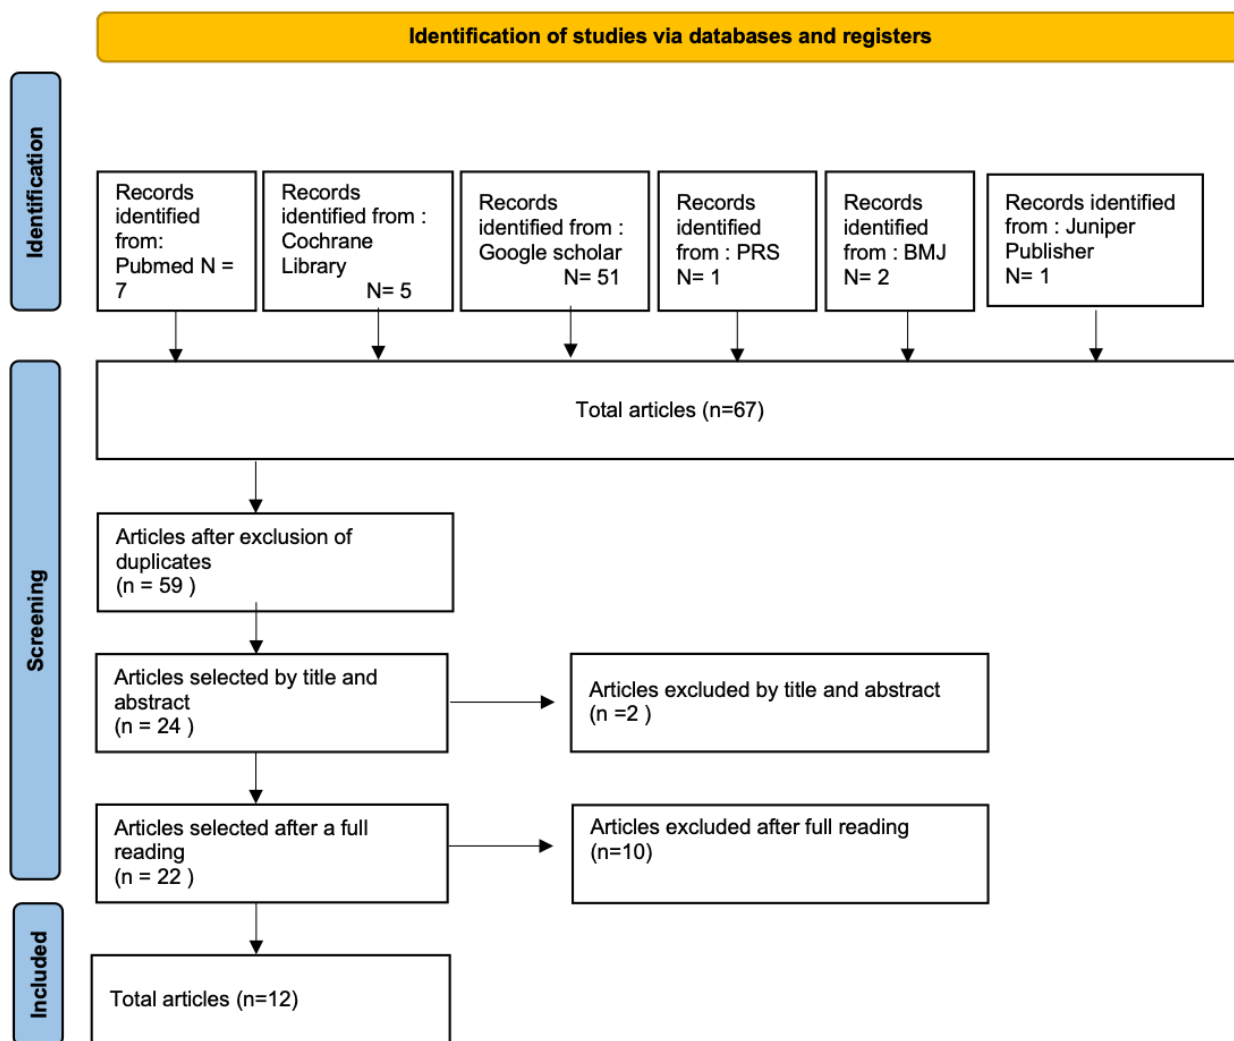 Identification of studies via databases and registers
Identification
Records
identified
from:
Pubmed N =
7
Records
identified from :
Cochrane
Library
N= 5
Records
identified from :
Google scholar
N= 51
Records
identified
from : PRS
N= 1
Records
identified
from : BMJ
N= 2
Records identified
from : Juniper
Publisher
N= 1
Screening
Total articles (n=67)
Articles after exclusion of
duplicates
(n = 59 )
Articles selected by title and
abstract
(n = 24 )
Articles excluded by title and abstract
(n =2 )
Articles selected after a full
reading
(n = 22 )
Articles excluded after full reading
(n=10)
Included
Total articles (n=12)